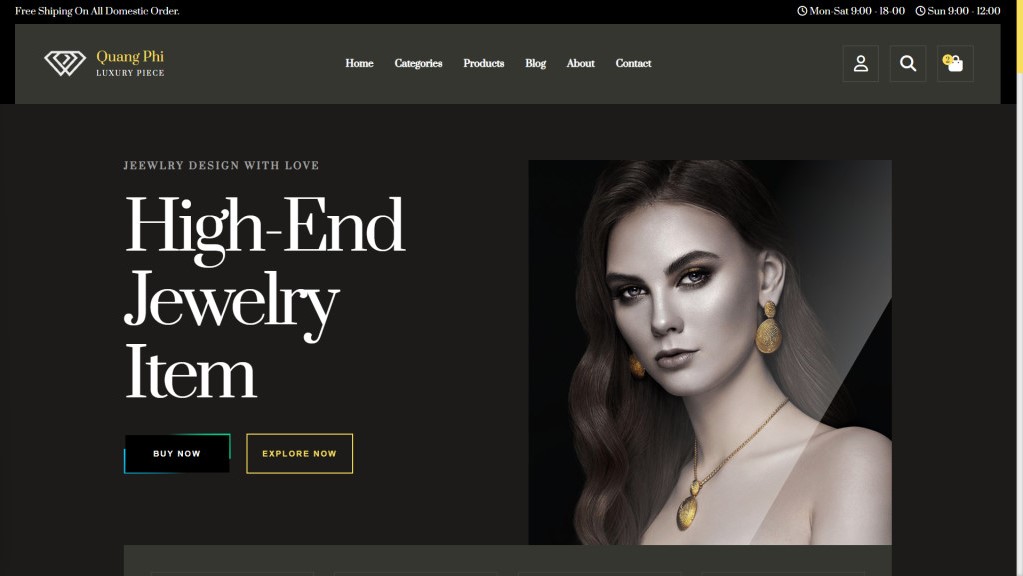 Free Shiping On All Domestic Order.
Mon-Sat 9:00 - 18-00
Sun 9:00 - 12:00
Quang Phi
LUXURY PIECE
Home
Categories
Products
Blog
About
Contact
2
JEEWLRY DESIGN WITH LOVE
High-End
Jewelry
Item
BUY NOW
EXPLORE NOW